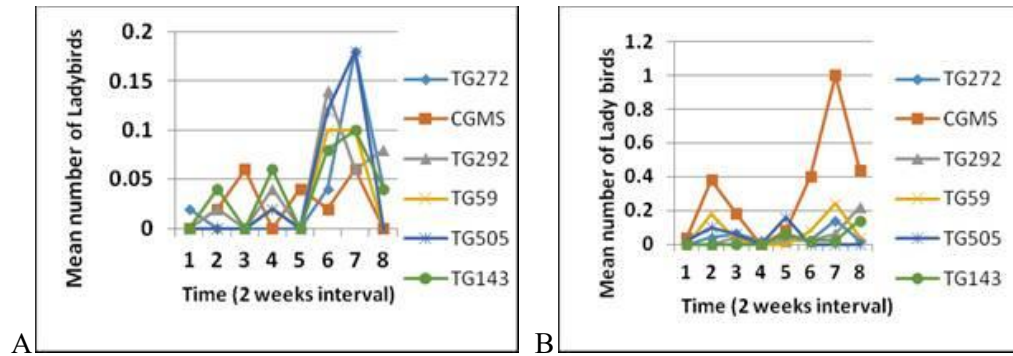 Mean number of Ladybirds
0.2
0.15
0.1
0.05
0
1 2 3 4 5 6 7 8
Time (2 weeks interval)
TG272
CGMS
TG292
TG59
TG505
TG143
A
Mean number of Lady birds
1.2
1
0.8
0.6
0.4
0.2
0
1 2 3 4 5 6 7 8
Time (2 weeks interval)
TG272
CGMS
TG292
TG59
TG505
TG143
B